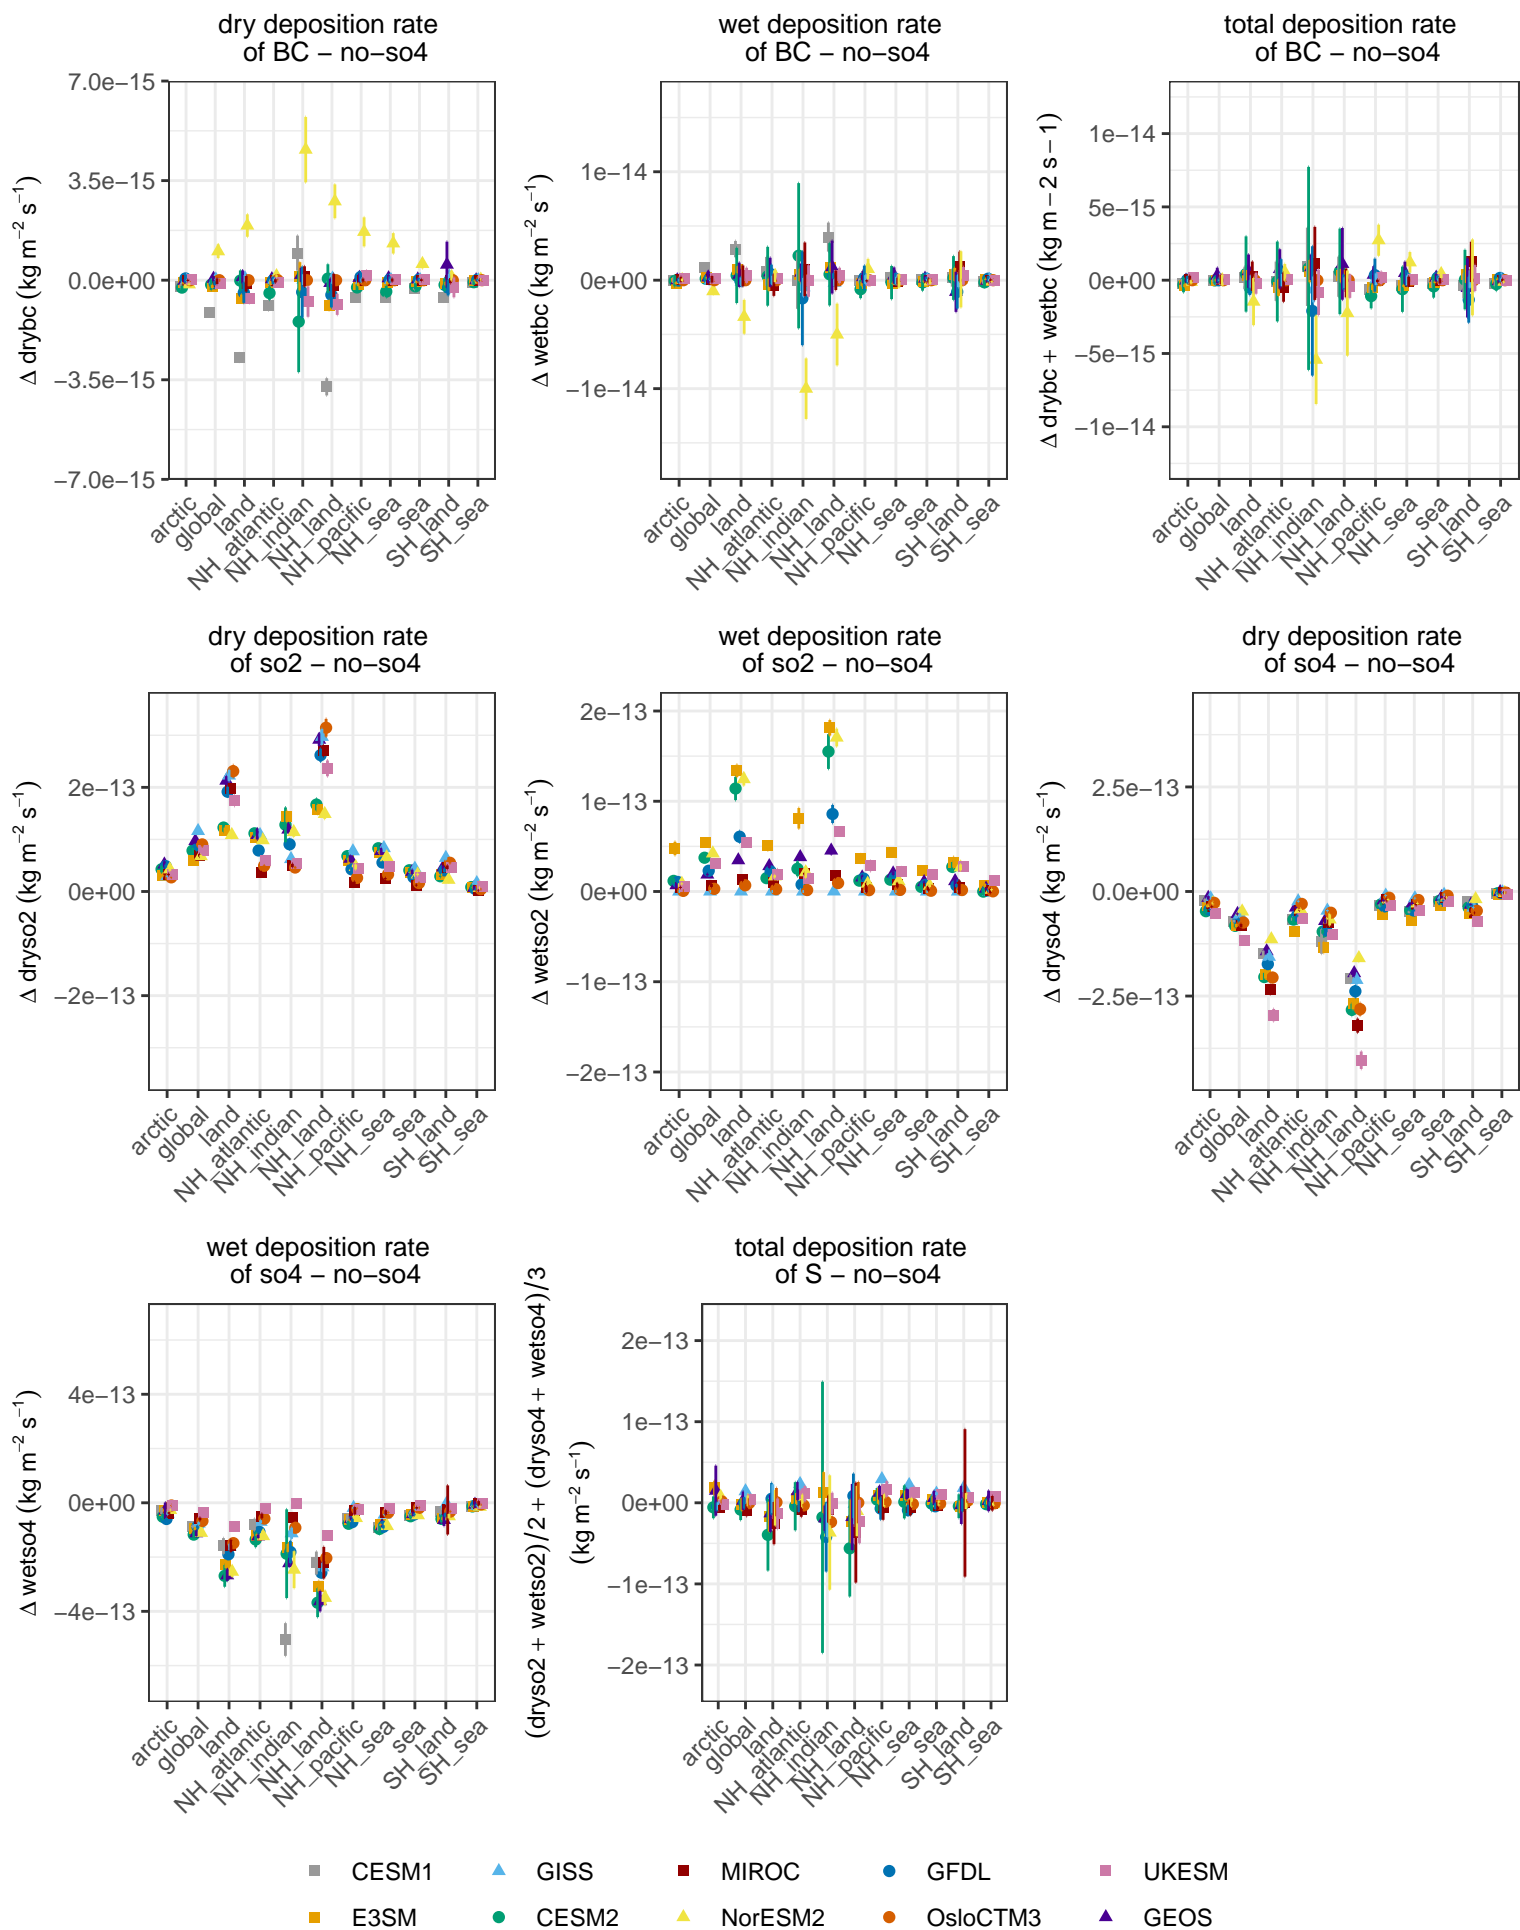 dry deposition rate
of BC − no−so4
Δ drybc (kg m−2 s−1)
7.0e−15
3.5e−15
0.0e+00
−3.5e−15
−7.0e−15
arctic
global
land
NH_atlantic
NH_indian
NH_land
NH_pacific
NH_sea
sea
SH_land
SH_sea
wet deposition rate
of BC − no−so4
Δ wetbc (kg m−2 s−1)
1e−14
0e+00
−1e−14
arctic
global
land
NH_atlantic
NH_indian
NH_land
NH_pacific
NH_sea
sea
SH_land
SH_sea
total deposition rate
of BC − no−so4
Δ drybc + wetbc (kg m − 2 s − 1)
1e−14
5e−15
0e+00
−5e−15
−1e−14
arctic
global
land
NH_atlantic
NH_indian
NH_land
NH_pacific
NH_sea
sea
SH_land
SH_sea
dry deposition rate
of so2 − no−so4
Δ dryso2 (kg m−2 s−1)
2e−13
0e+00
−2e−13
arctic
global
land
NH_atlantic
NH_indian
NH_land
NH_pacific
NH_sea
sea
SH_land
SH_sea
wet deposition rate
of so2 − no−so4
Δ wetso2 (kg m−2 s−1)
2e−13
1e−13
0e+00
−1e−13
−2e−13
arctic
global
land
NH_atlantic
NH_indian
NH_land
NH_pacific
NH_sea
sea
SH_land
SH_sea
dry deposition rate
of so4 − no−so4
Δ dryso4 (kg m−2 s−1)
2.5e−13
0.0e+00
−2.5e−13
arctic
global
land
NH_atlantic
NH_indian
NH_land
NH_pacific
NH_sea
sea
SH_land
SH_sea
wet deposition rate
of so4 − no−so4
Δ wetso4 (kg m−2 s−1)
4e−13
0e+00
−4e−13
arctic
global
land
NH_atlantic
NH_indian
NH_land
NH_pacific
NH_sea
sea
SH_land
SH_sea
total deposition rate
of S − no−so4
(dryso2 + wetso2)/2 + (dryso4 + wetso4)/3
(kg m−2 s−1)
2e−13
1e−13
0e+00
−1e−13
−2e−13
arctic
global
land
NH_atlantic
NH_indian
NH_land
NH_pacific
NH_sea
sea
SH_land
SH_sea
CESM1 GISS MIROC GFDL UKESM
E3SM CESM2 NorESM2 OsloCTM3 GEOS